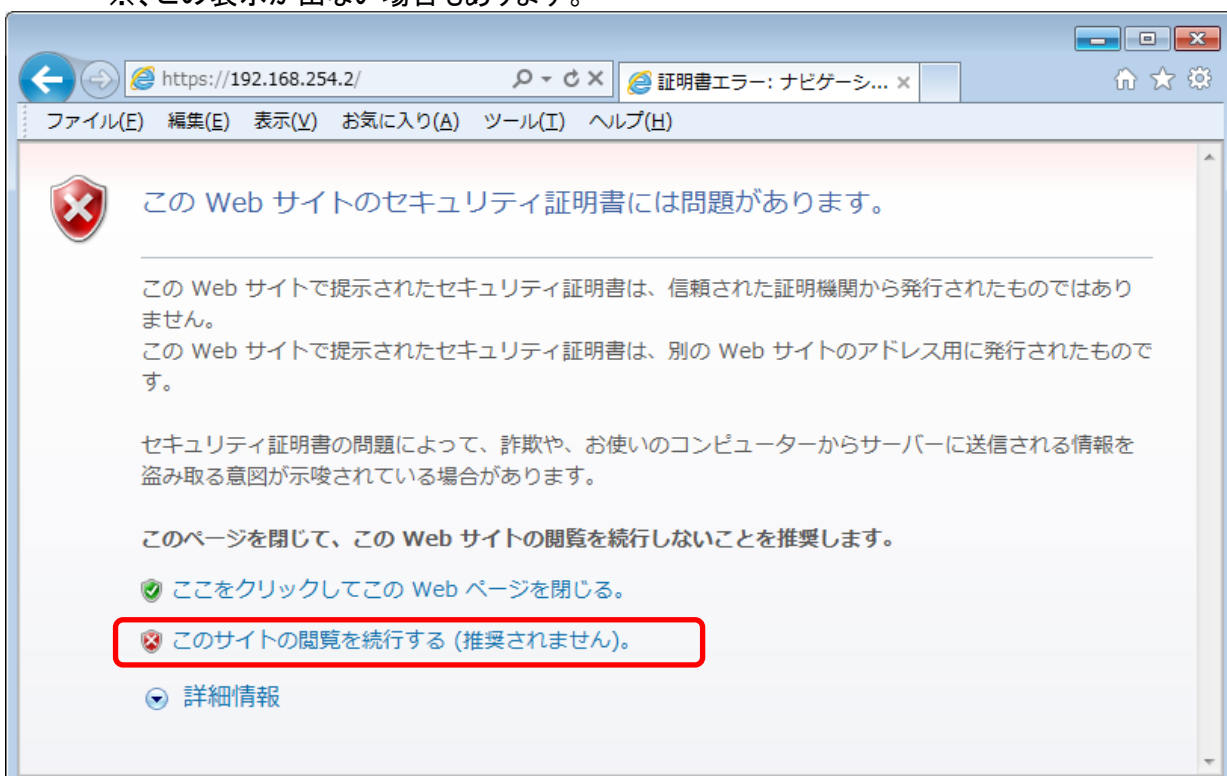 ※、この表示が出ない場合もあります。
https://192.168.254.2/
証明書エラー: ナビゲーシ...
ファイル(F) 編集(E) 表示(V) お気に入り(A) ツール(T) ヘルプ(H)
この Web サイトのセキュリティ証明書には問題があります。
この Web サイトで提示されたセキュリティ証明書は、信頼された証明機関から発行されたものではあり
ません。
この Web サイトで提示されたセキュリティ証明書は、別の Web サイトのアドレス用に発行されたもので
す。
セキュリティ証明書の問題によって、詐欺や、お使いのコンピューターからサーバーに送信される情報を
盗み取る意図が示唆されている場合があります。
このページを閉じて、この Web サイトの閲覧を続行しないことを推奨します。
ここをクリックしてこの Web ページを閉じる。
このサイトの閲覧を続行する (推奨されません)。
詳細情報